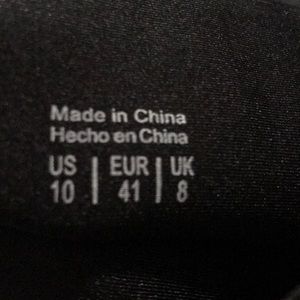 Made in China
Hecho en China
US | EUR | UK
10 | 41 | 8